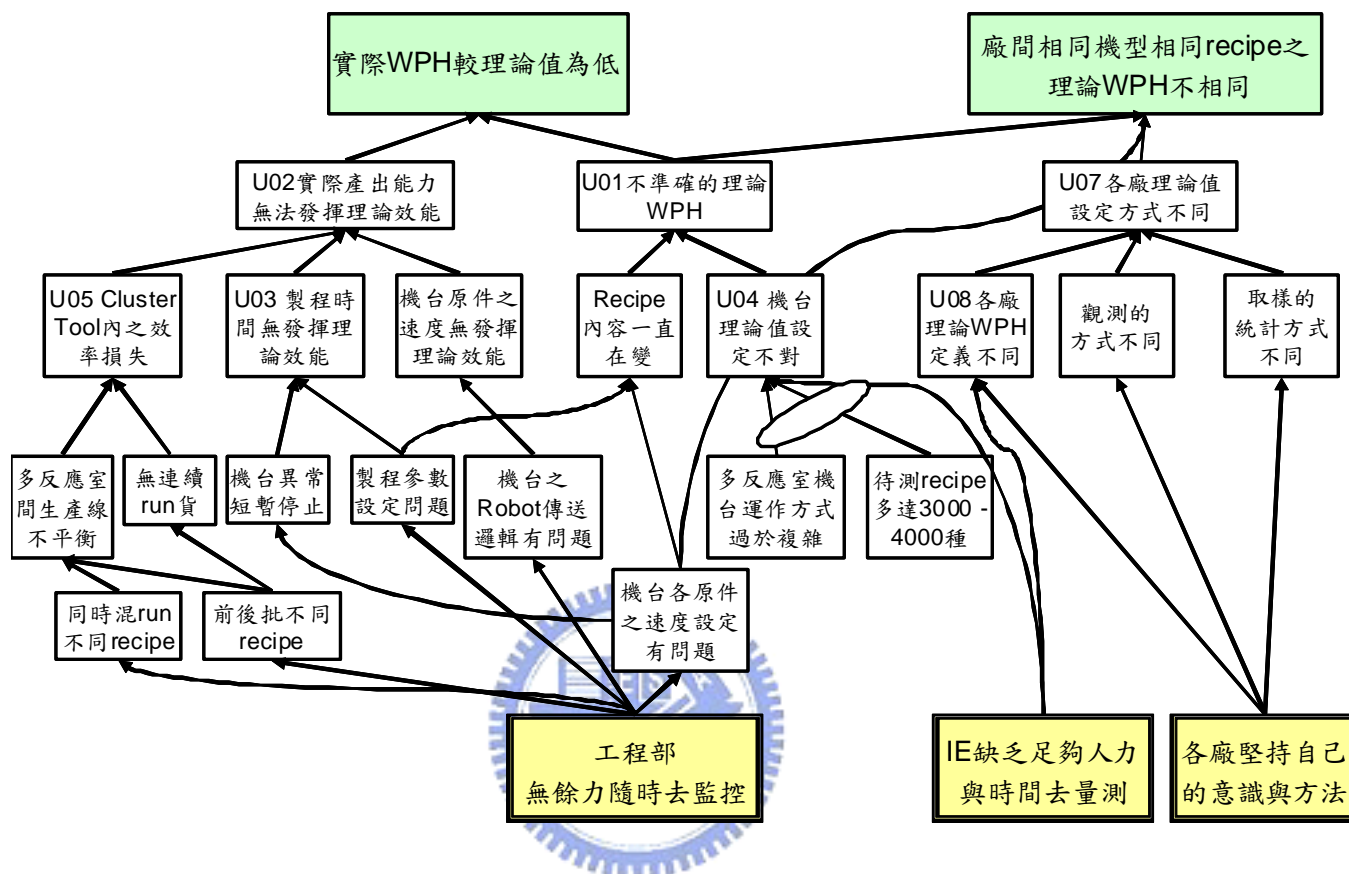 實際WPH較理論值為低
廠間相同機型相同recipe之
理論WPH不相同
U02實際產出能力
無法發揮理論效能
U01不準確的理論
WPH
U07各廠理論值
設定方式不同
U05 Cluster
Tool內之效
率損失
U03 製程時
間無發揮理
論效能
機台原件之
速度無發揮
理論效能
Recipe
內容一直
在變
U04 機台
理論值設
定不對
U08各廠
理論WPH
定義不同
觀測的
方式不同
取樣的
統計方式
不同
多反應室
間生產線
不平衡
無連續
run貨
機台異常
短暫停止
製程參數
設定問題
機台之
Robot傳送
邏輯有問題
多反應室機
台運作方式
過於複雜
待測recipe
多達3000 -
4000種
同時混run
不同recipe
前後批不同
recipe
機台各原件
之速度設定
有問題
工程部
無餘力隨時去監控
IE缺乏足夠人力
與時間去量測
各廠堅持自己
的意識與方法